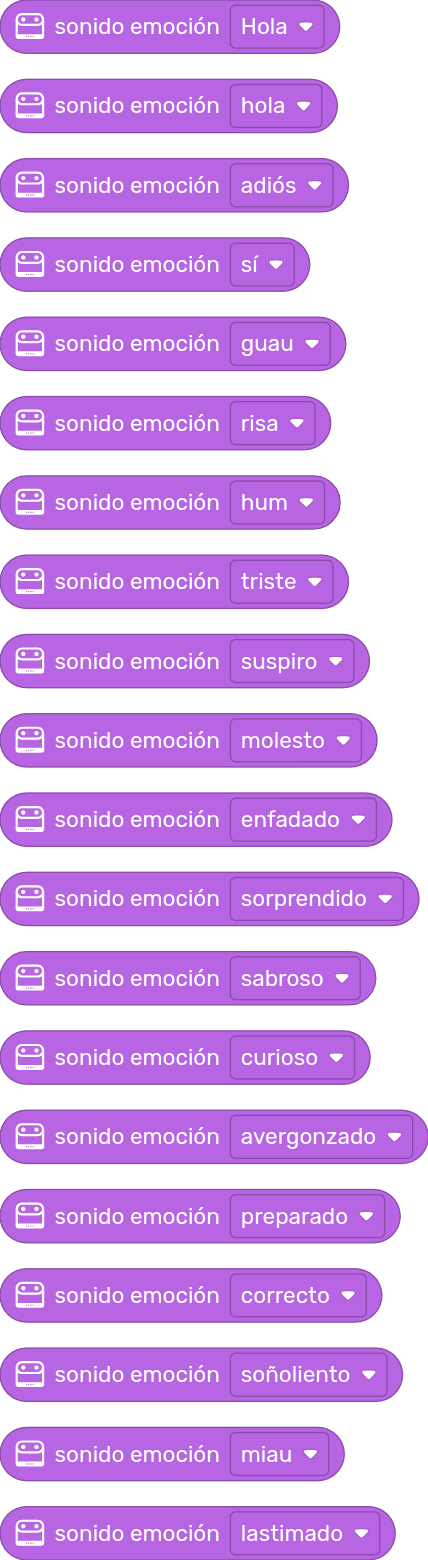 sonido emoción Hola
sonido emoción hola
sonido emoción adiós
sonido emoción sí
sonido emoción guau
sonido emoción risa
sonido emoción hum
sonido emoción triste
sonido emoción suspiro
sonido emoción molesto
sonido emoción enfadado
sonido emoción sorprendido
sonido emoción sabroso
sonido emoción curioso
sonido emoción avergonzado
sonido emoción preparado
sonido emoción correcto
sonido emoción soñoliento
sonido emoción miau
sonido emoción lastimado